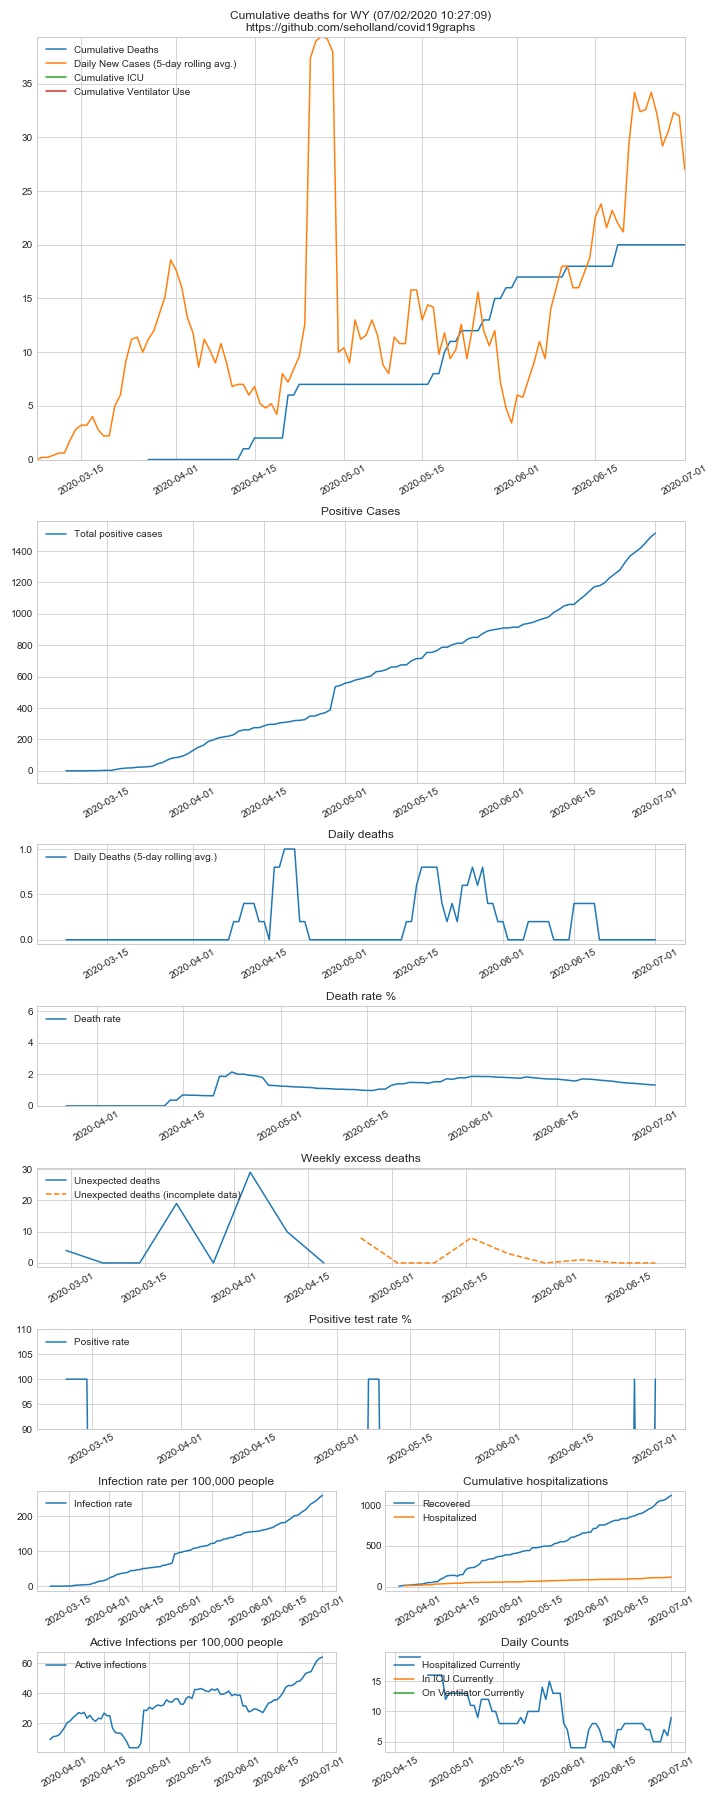 Cumulative deaths for WY (07/02/2020 10:27:09)
https://github.com/seholland/covid19graphs
Cumulative Deaths
Daily New Cases (5-day rolling avg.)
Cumulative ICU
Cumulative Ventilator Use
35
30
25
20
15
10
5
0
2020-03-15 2020-04-01 2020-04-15 2020-05-01 2020-05-15 2020-06-01 2020-06-15 2020-07-01
Positive Cases
Total positive cases
1400
1200
1000
800
600
400
200
0
2020-03-15 2020-04-01 2020-04-15 2020-05-01 2020-05-15 2020-06-01 2020-06-15 2020-07-01
Daily deaths
Daily Deaths (5-day rolling avg.)
1.0
0.5
0.0
2020-03-15 2020-04-01 2020-04-15 2020-05-01 2020-05-15 2020-06-01 2020-06-15 2020-07-01
Death rate %
Death rate
6
4
2
0
2020-04-01 2020-04-15 2020-05-01 2020-05-15 2020-06-01 2020-06-15 2020-07-01
Weekly excess deaths
Unexpected deaths
Unexpected deaths (incomplete data)
30
20
10
0
2020-03-01 2020-03-15 2020-04-01 2020-04-15 2020-05-01 2020-05-15 2020-06-01 2020-06-15
Positive test rate %
Positive rate
110
105
100
95
90
2020-03-15 2020-04-01 2020-04-15 2020-05-01 2020-05-15 2020-06-01 2020-06-15 2020-07-01
Infection rate per 100,000 people
Infection rate
200
100
0
2020-03-15 2020-04-01 2020-04-15 2020-05-01 2020-05-15 2020-06-01 2020-06-15 2020-07-01
Cumulative hospitalizations
Recovered
Hospitalized
1000
500
0
2020-04-01 2020-04-15 2020-05-01 2020-05-15 2020-06-01 2020-06-15 2020-07-01
Active Infections per 100,000 people
Active infections
60
40
20
2020-04-01 2020-04-15 2020-05-01 2020-05-15 2020-06-01 2020-06-15 2020-07-01
Daily Counts
Hospitalized Currently
In ICU Currently
On Ventilator Currently
15
10
5
2020-04-15 2020-05-01 2020-05-15 2020-06-01 2020-06-15 2020-07-01